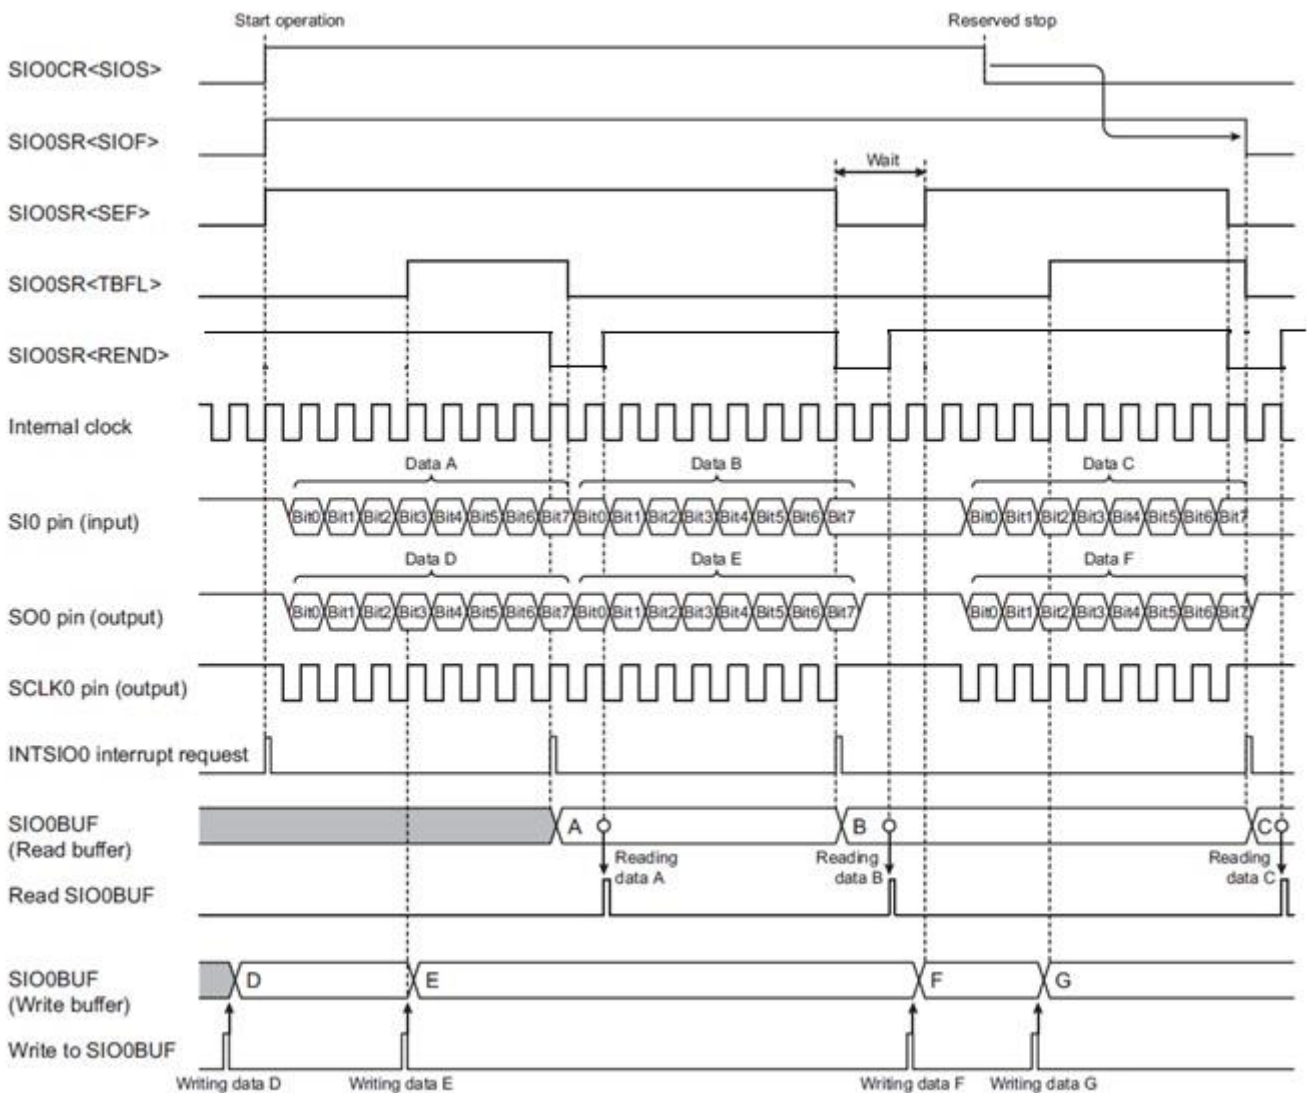 Start operation
Reserved stop
SIO0CR<SIOS>
SIO0SR<SIOF>
Wait
SIO0SR<SEF>
SIO0SR<TBFL>
SIO0SR<REND>
Internal clock
Data A
Data B
Data C
SI0 pin (input)
Bit0 Bit1 Bit2 Bit3 Bit4 Bit5 Bit6 Bit7 Bit0 Bit1 Bit2 Bit3 Bit4 Bit5 Bit6 Bit7 Bit0 Bit1 Bit2 Bit3 Bit4 Bit5 Bit6 Bit7
Data D
Data E
Data F
SO0 pin (output)
Bit0 Bit1 Bit2 Bit3 Bit4 Bit5 Bit6 Bit7 Bit0 Bit1 Bit2 Bit3 Bit4 Bit5 Bit6 Bit7 Bit0 Bit1 Bit2 Bit3 Bit4 Bit5 Bit6 Bit7
SCLK0 pin (output)
INTSIO0 interrupt request
SIO0BUF
(Read buffer)
A
B
C
Reading
data A
Reading
data B
Reading
data C
Read SIO0BUF
SIO0BUF
(Write buffer)
D
E
F
G
Write to SIO0BUF
Writing data D
Writing data E
Writing data F
Writing data G